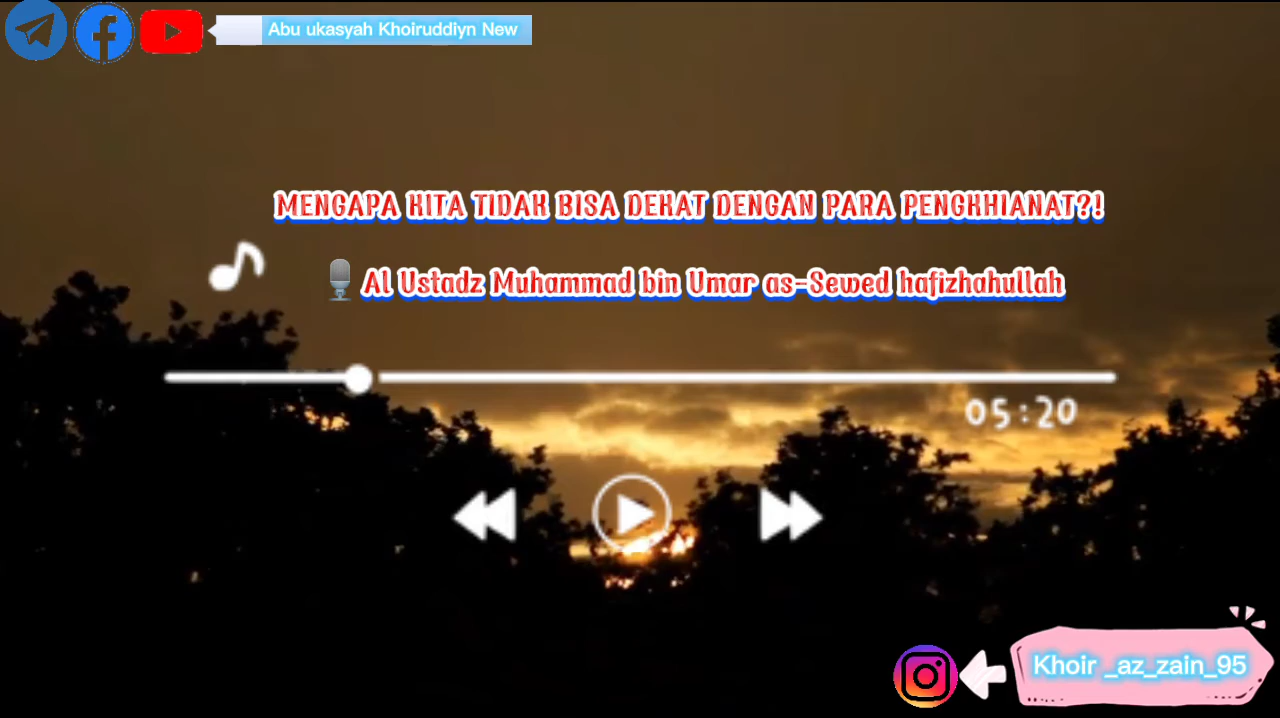 Abu ukasyah Khoiruddiyn New
MENGAPA KITA TIDAK BISA DEKAT DENGAN PARA PENGKHIANAT?!
Al Ustadz Muhammad bin Umar as-Sewed hafizhahullah
05:20
Khoir _az_zain_95